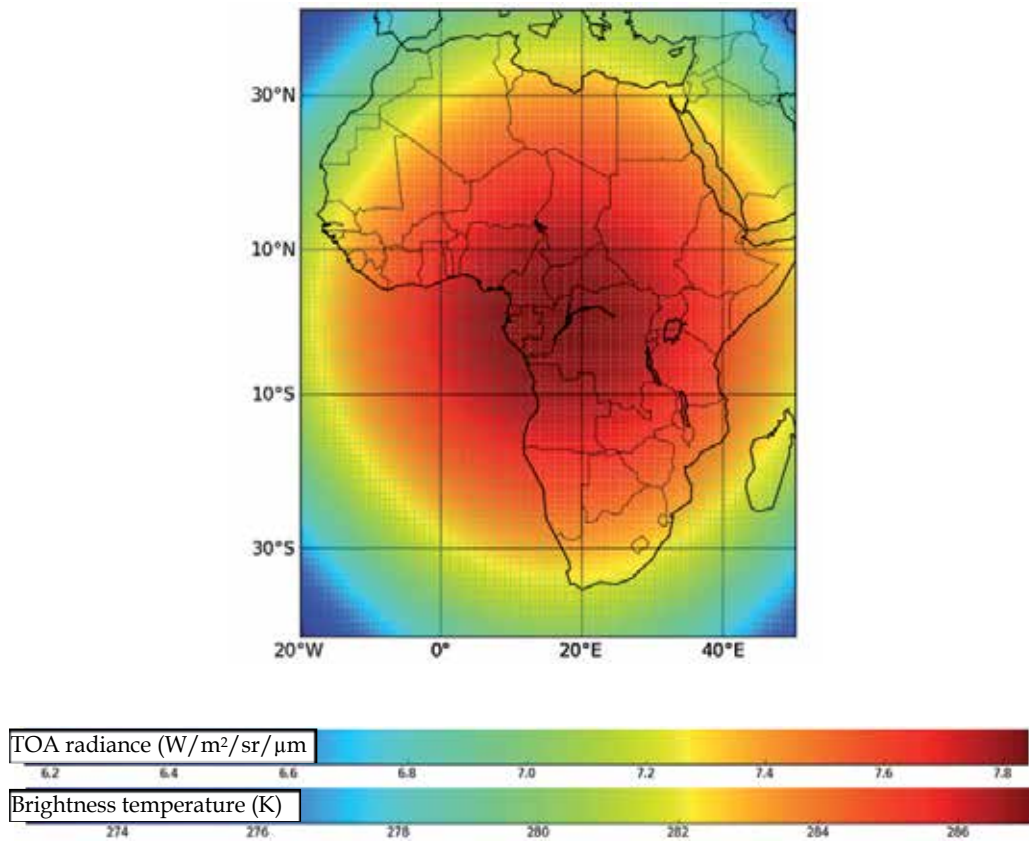 30°N
10°N
10°S
30°S
20°W 0° 20°E 40°E
TOA radiance (W/m²/sr/µm
6.2 6.4 6.6 6.8 7.0 7.2 7.4 7.6 7.8
Brightness temperature (K)
274 276 278 280 282 284 286